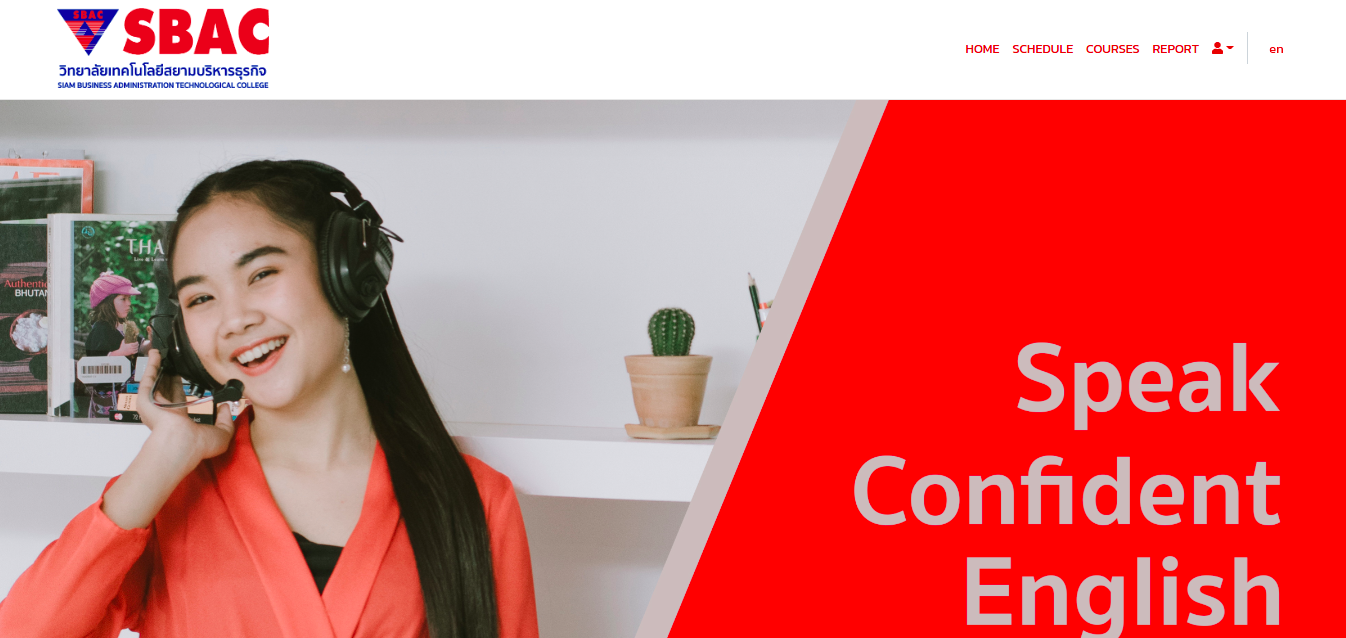 SBAC
SBAC
วิทยาลัยเทคโนโลยีสยามบริหารธุรกิจ
SIAM BUSINESS ADMINISTRATION TECHNOLOGICAL COLLEGE
HOME SCHEDULE COURSES REPORT en
THA
Authentic
BHUTAN
Speak
Confident
English